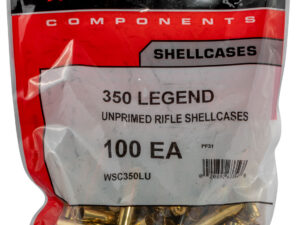 COMPONENTS
SHELLCASES
350 LEGEND
UNPRIMED RIFLE SHELLCASES
100 EA
PF31
WSC350LU